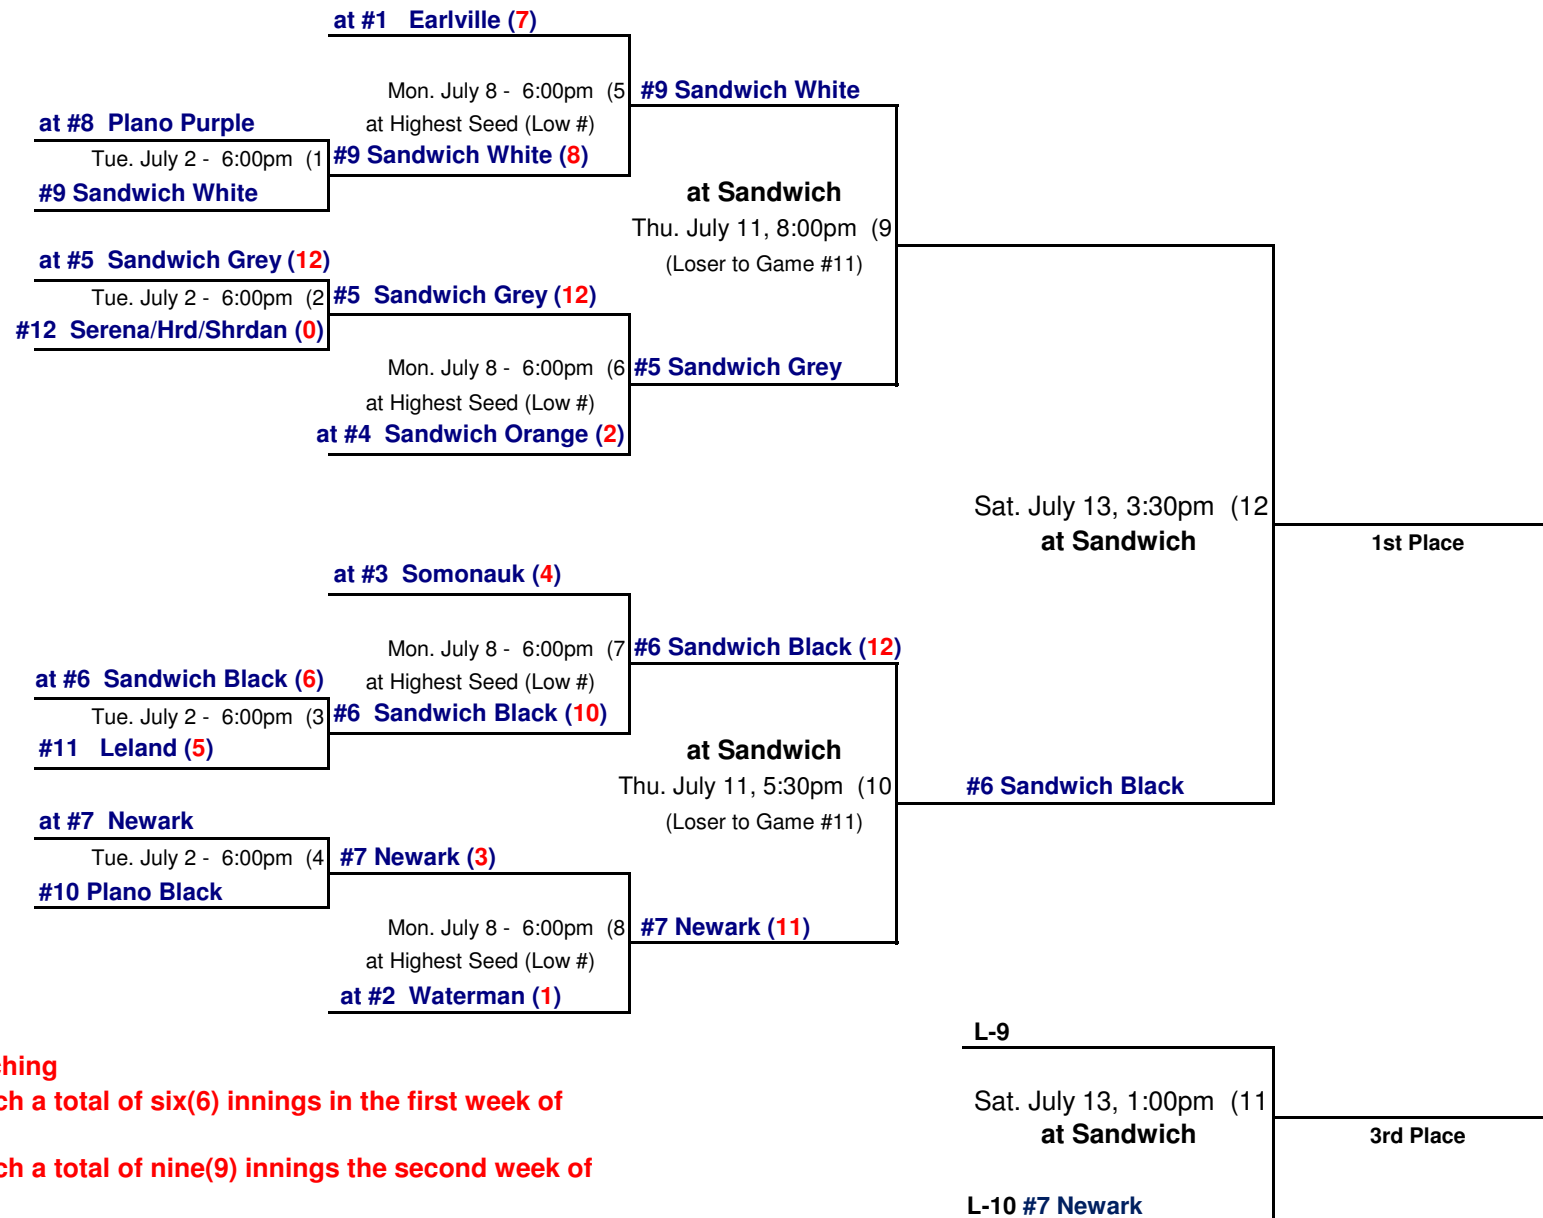 at #1 Earlville (7)
Mon. July 8 - 6:00pm (5
#9 Sandwich White
at #8 Plano Purple
at Highest Seed (Low #)
Tue. July 2 - 6:00pm (1
#9 Sandwich White (8)
#9 Sandwich White
at Sandwich
Thu. July 11, 8:00pm (9
(Loser to Game #11)
at #5 Sandwich Grey (12)
Tue. July 2 - 6:00pm (2
#5 Sandwich Grey (12)
#12 Serena/Hrd/Shrdan (0)
Mon. July 8 - 6:00pm (6
#5 Sandwich Grey
at Highest Seed (Low #)
at #4 Sandwich Orange (2)
Sat. July 13, 3:30pm (12
at Sandwich
1st Place
at #3 Somonauk (4)
Mon. July 8 - 6:00pm (7
#6 Sandwich Black (12)
at #6 Sandwich Black (6)
at Highest Seed (Low #)
Tue. July 2 - 6:00pm (3
#6 Sandwich Black (10)
#11 Leland (5)
at Sandwich
Thu. July 11, 5:30pm (10
#6 Sandwich Black
(Loser to Game #11)
at #7 Newark
Tue. July 2 - 6:00pm (4
#7 Newark (3)
#10 Plano Black
Mon. July 8 - 6:00pm (8
#7 Newark (11)
at Highest Seed (Low #)
at #2 Waterman (1)
L-9
ching
ch a total of six(6) innings in the first week of
Sat. July 13, 1:00pm (11
at Sandwich
3rd Place
ch a total of nine(9) innings the second week of
L-10 #7 Newark